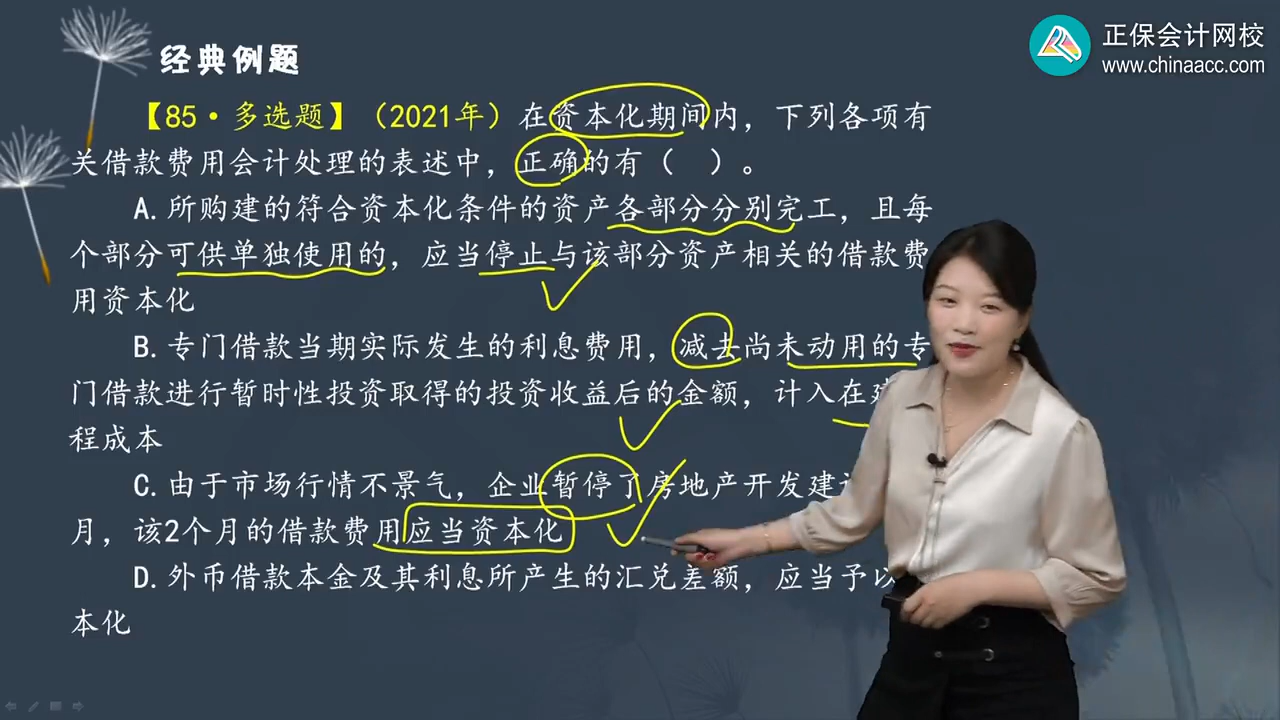 正保会计网校
www.chinaacc.com
经典例题
【85·多选题】(2021年)在资本化期间内，下列各项有
关借款费用会计处理的表述中，正确的有（ ）。
A.所购建的符合资本化条件的资产各部分分别完工，且每
个部分可供单独使用的，应当停止与该部分资产相关的借款费
用资本化
B.专门借款当期实际发生的利息费用，减去尚未动用的专
门借款进行暂时性投资取得的投资收益后的金额，计入在
程成本
C.由于市场行情不景气，企业暂停了房地产开发建
月，该2个月的借款费用应当资本化
D.外币借款本金及其利息所产生的汇兑差额，应当予以
本化